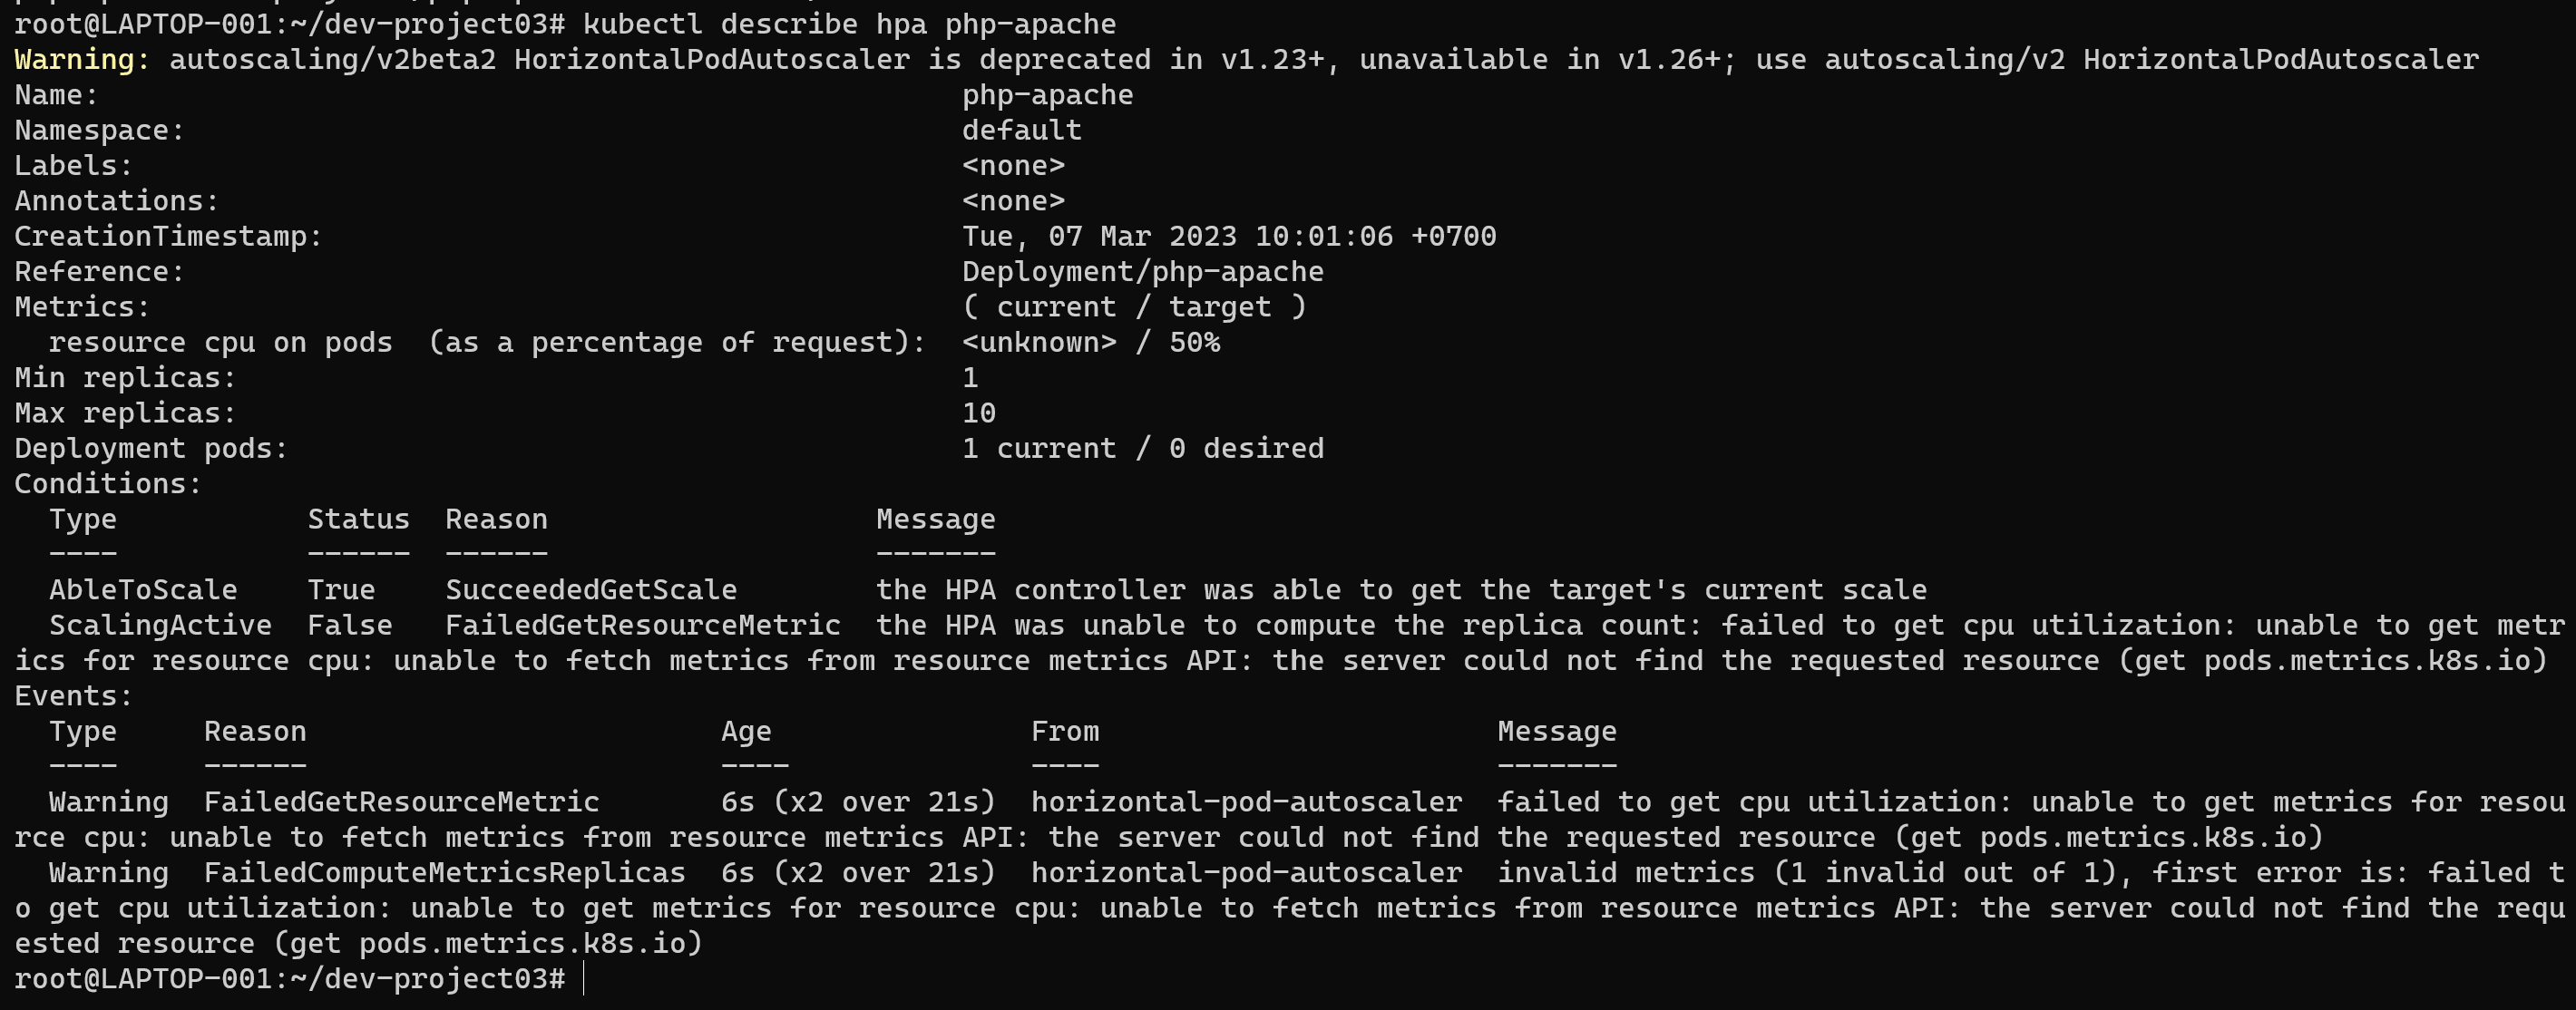 root@LAPTOP-001:~/dev-project03# kubectl describe hpa php-apache
Warning: autoscaling/v2beta2 HorizontalPodAutoscaler is deprecated in v1.23+, unavailable in v1.26+; use autoscaling/v2 HorizontalPodAutoscaler
Name:                                                  php-apache
Namespace:                                             default
Labels:                                                <none>
Annotations:                                           <none>
CreationTimestamp:                                     Tue, 07 Mar 2023 10:01:06 +0700
Reference:                                             Deployment/php-apache
Metrics:                                               ( current / target )
  resource cpu on pods  (as a percentage of request):  <unknown> / 50%
Min replicas:                                          1
Max replicas:                                          10
Deployment pods:                                       1 current / 0 desired
Conditions:
  Type           Status  Reason                   Message
  ----           ------  ------                   -------
  AbleToScale    True    SucceededGetScale        the HPA controller was able to get the target's current scale
  ScalingActive  False   FailedGetResourceMetric  the HPA was unable to compute the replica count: failed to get cpu utilization: unable to get metr
ics for resource cpu: unable to fetch metrics from resource metrics API: the server could not find the requested resource (get pods.metrics.k8s.io)
Events:
  Type     Reason                        Age               From                       Message
  ----     ------                        ----              ----                       -------
  Warning  FailedGetResourceMetric       6s (x2 over 21s)  horizontal-pod-autoscaler  failed to get cpu utilization: unable to get metrics for resou
rce cpu: unable to fetch metrics from resource metrics API: the server could not find the requested resource (get pods.metrics.k8s.io)
  Warning  FailedComputeMetricsReplicas  6s (x2 over 21s)  horizontal-pod-autoscaler  invalid metrics (1 invalid out of 1), first error is: failed t
o get cpu utilization: unable to get metrics for resource cpu: unable to fetch metrics from resource metrics API: the server could not find the requ
ested resource (get pods.metrics.k8s.io)
root@LAPTOP-001:~/dev-project03#